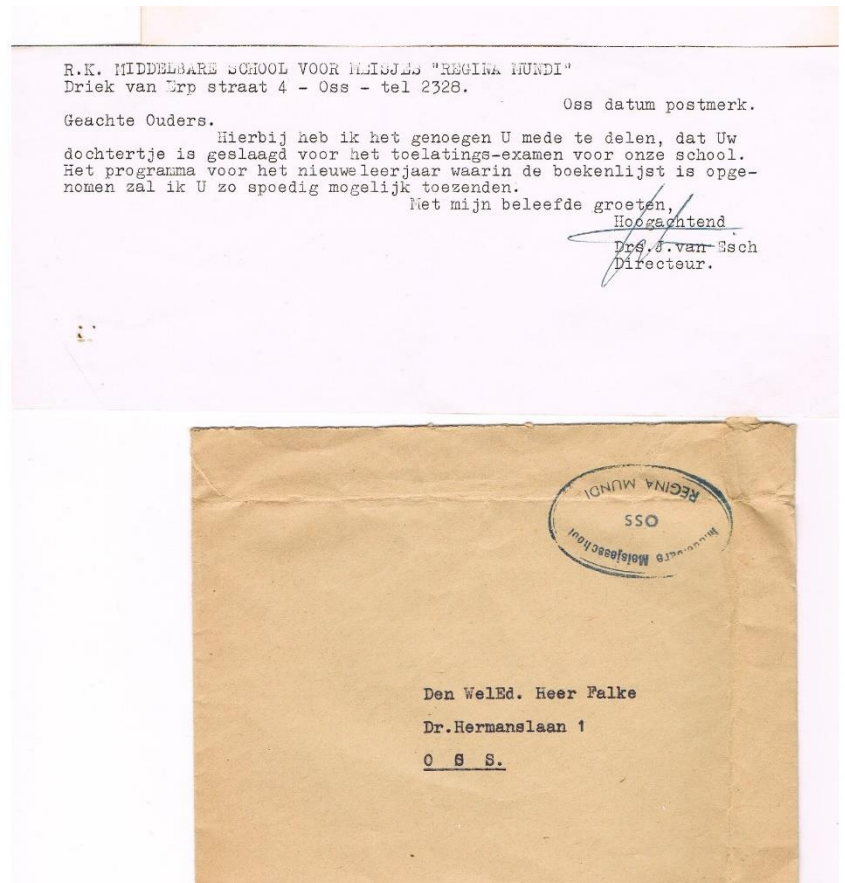 R.K. MIDDELBARE SCHOOL VOOR MEISJES "REGINA MUNDI"
Driek van Erp straat 4 - Oss - tel 2328.
Oss datum postmerk.
Geachte Ouders.
Hierbij heb ik het genoegen U mede te delen, dat Uw
dochtertje is geslaagd voor het toelatings-examen voor onze school.
Het programma voor het nieuwe leerjaar waarin de boekenlijst is opge-
nomen zal ik U zo spoedig mogelijk toezenden.
Met mijn beleefde groeten,
Hoogachtend
Drs.J.van Esch
Directeur.
Middelbare Meisjesschool
OSS
REGINA MUNDI
Den WelEd. Heer Falke
Dr.Hermanslaan 1
O S S.